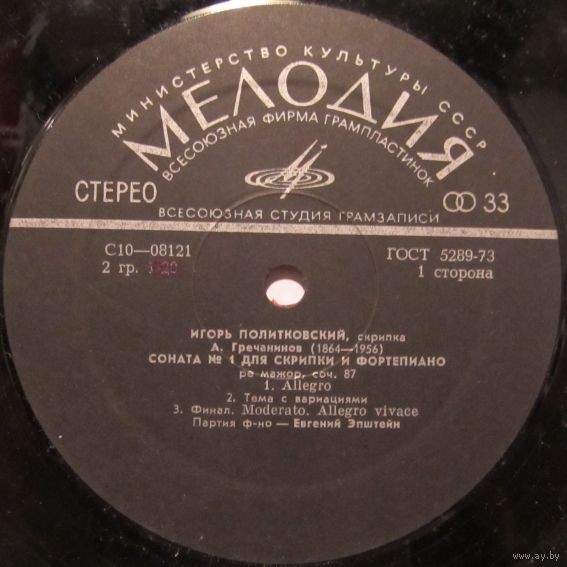 МИНИСТЕРСТВО КУЛЬТУРЫ СССР
МЕЛОДИЯ
ВСЕСОЮЗНАЯ ФИРМА ГРАМПЛАСТИНОК
СТЕРЕО
33
ВСЕСОЮЗНАЯ СТУДИЯ ГРАМЗАПИСИ
С10—08121
ГОСТ 5289-73
2 гр. 1-20
1 сторона
ИГОРЬ ПОЛИТКОВСКИЙ, скрипка
А. Гречанинов (1864—1956)
СОНАТА № 1 ДЛЯ СКРИПКИ И ФОРТЕПИАНО
ре мажор, соч. 87
1. Allegro
2. Тема с вариациями
3. Финал. Moderato. Allegro vivace
Партия ф-но — Евгений Эпштейн
www.ay.by